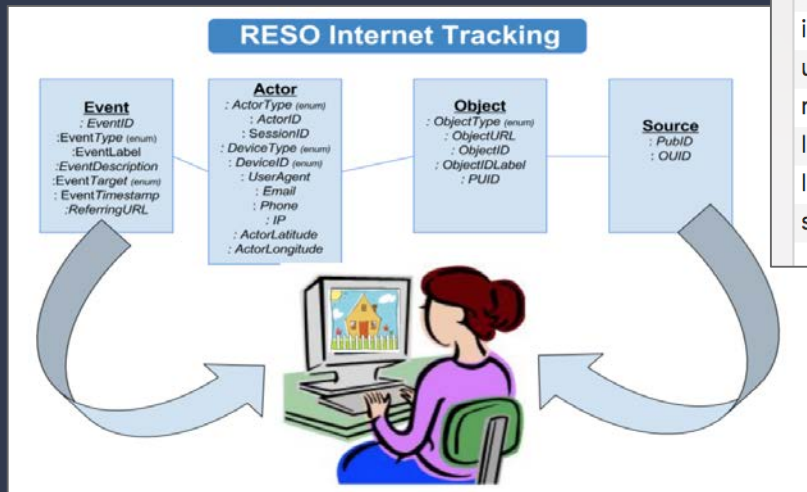 RESO Internet Tracking
Event
: EventID
:EventType (enum)
:EventLabel
:EventDescription
:EventTarget (enum)
: EventTimestamp
:ReferringURL
Actor
: ActorType (enum)
: ActorID
: SessionID
: DeviceType (enum)
: DeviceID (enum)
: UserAgent
: Email
: Phone
: IP
: ActorLatitude
: ActorLongitude
Object
: ObjectType (enum)
: ObjectURL
: ObjectID
: ObjectIDLabel
: PUID
Source
: PubID
: OUID